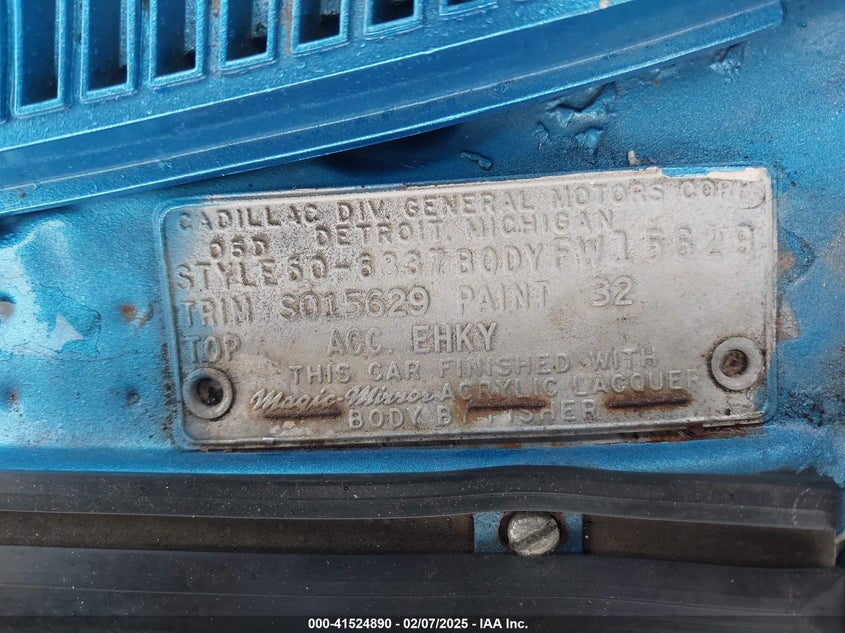 CADILLAC DIV. GENERAL MOTORS CORP.
05D DETROIT, MICHIGAN
STYLE 60-6337 BODY FW15629
TRIM SO15629 PAINT 32
TOP ACC. EHKY
THIS CAR FINISHED WITH
Magic-Mirror ACRYLIC LACQUER
BODY BY FISHER
000-41524890 - 02/07/2025 - IAA Inc.